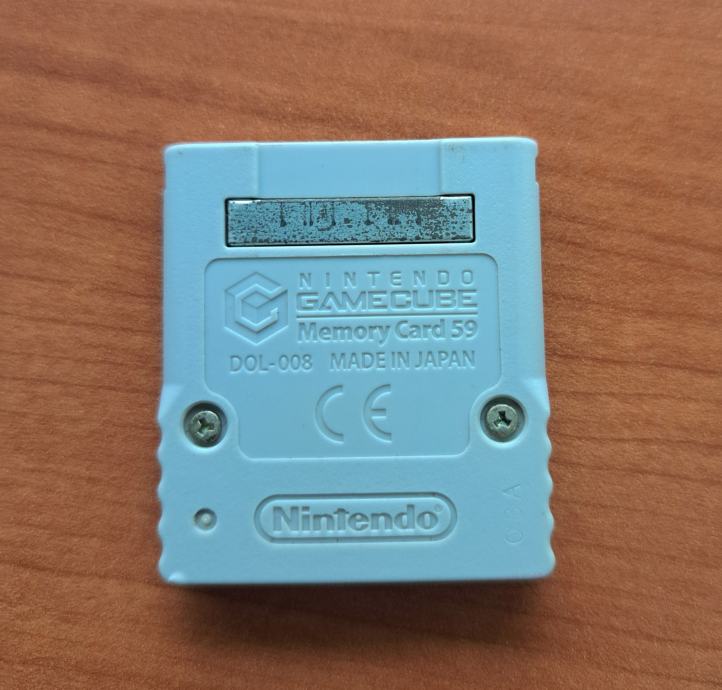 NINTENDO
GAMECUBE
Memory Card 59
DOL-008 MADE IN JAPAN
CE
Nintendo®